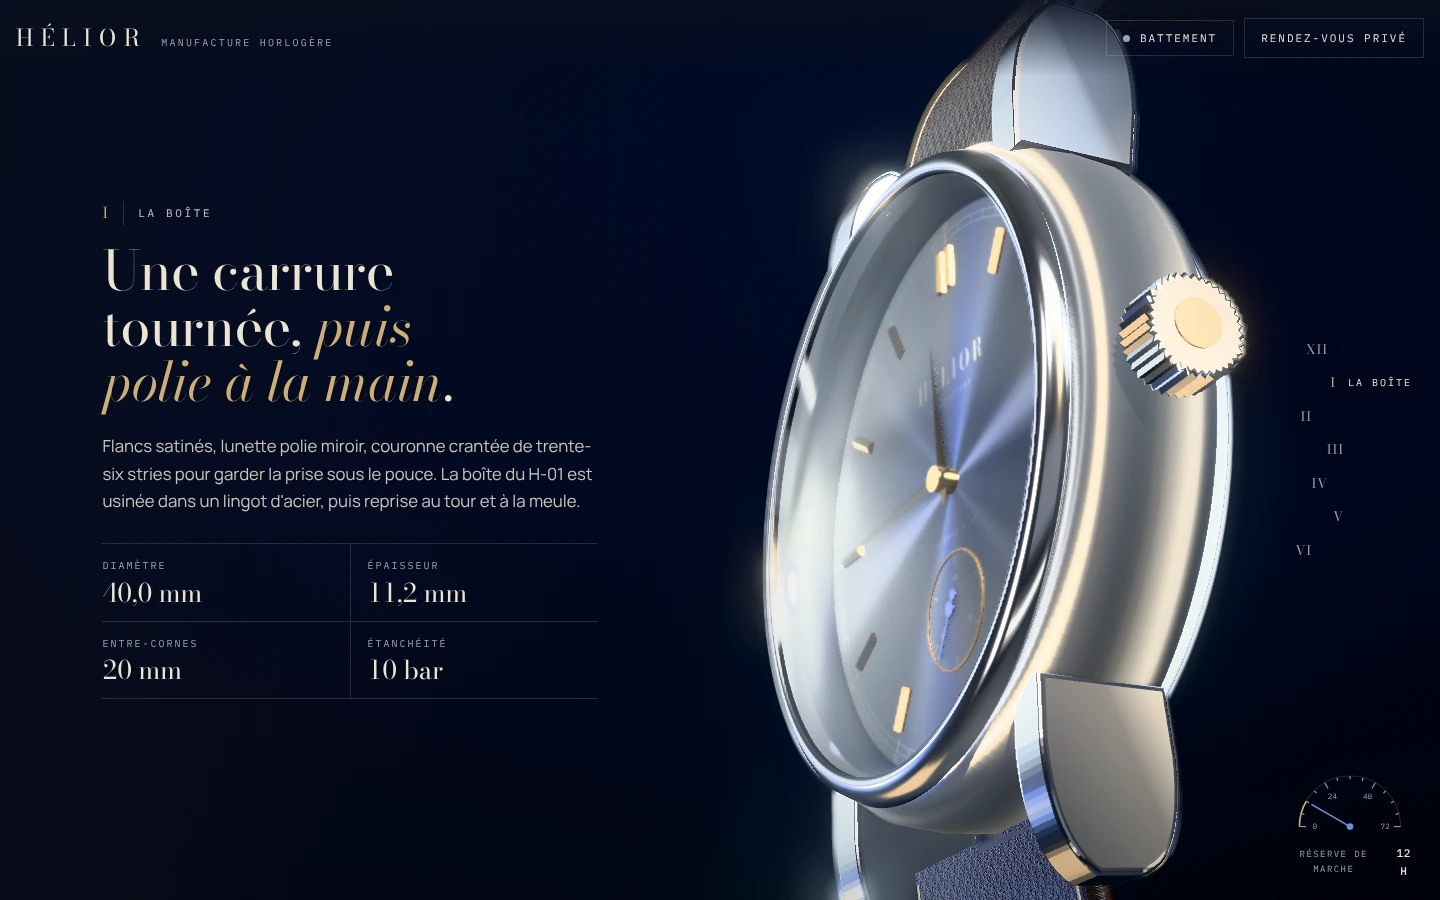 HÉLIOR MANUFACTURE HORLOGÈRE
BATTEMENT
RENDEZ-VOUS PRIVÉ
I LA BOÎTE
Une carrure
tournée, puis
polie à la main.
Flancs satinés, lunette polie miroir, couronne crantée de trente-
six stries pour garder la prise sous le pouce. La boîte du H-01 est
usinée dans un lingot d'acier, puis reprise au tour et à la meule.
DIAMÈTRE
40,0 mm
ÉPAISSEUR
11,2 mm
ENTRE-CORNES
20 mm
ÉTANCHÉITÉ
10 bar
HÉLIOR
XII
I LA BOÎTE
II
III
IV
V
VI
0 24 48 72
RÉSERVE DE
MARCHE
12
H